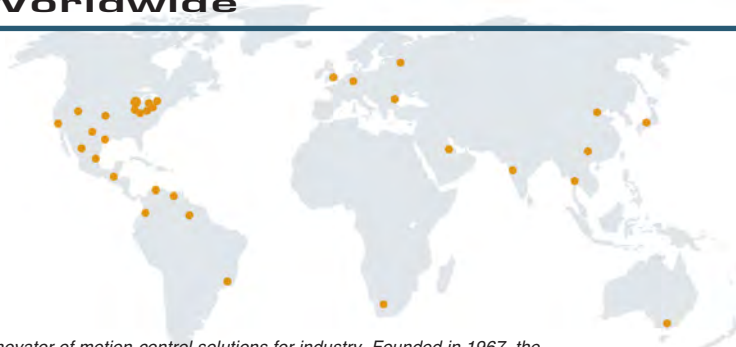 Worldwide
novator of motion control solutions for industry. Founded in 1967, the